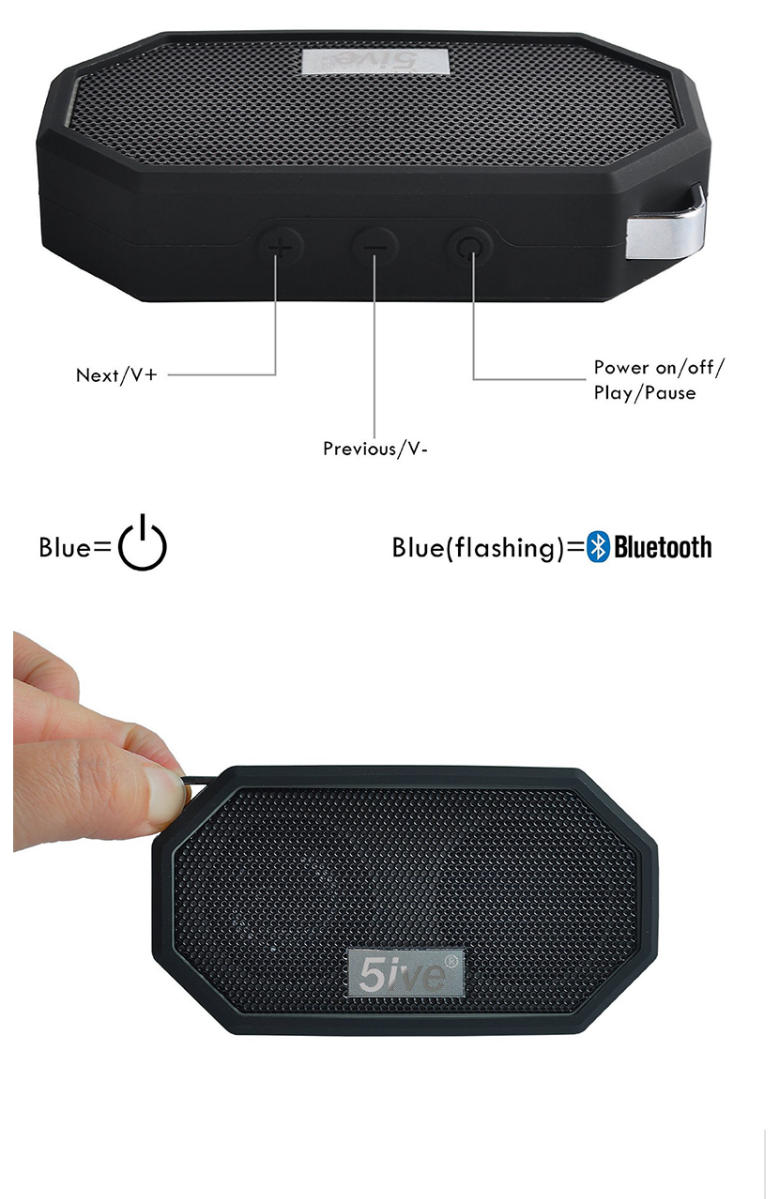 5ive
Next/V+
Power on/off/
Play/Pause
Previous/V-
Blue=
Blue(flashing)=Bluetooth
5ive®